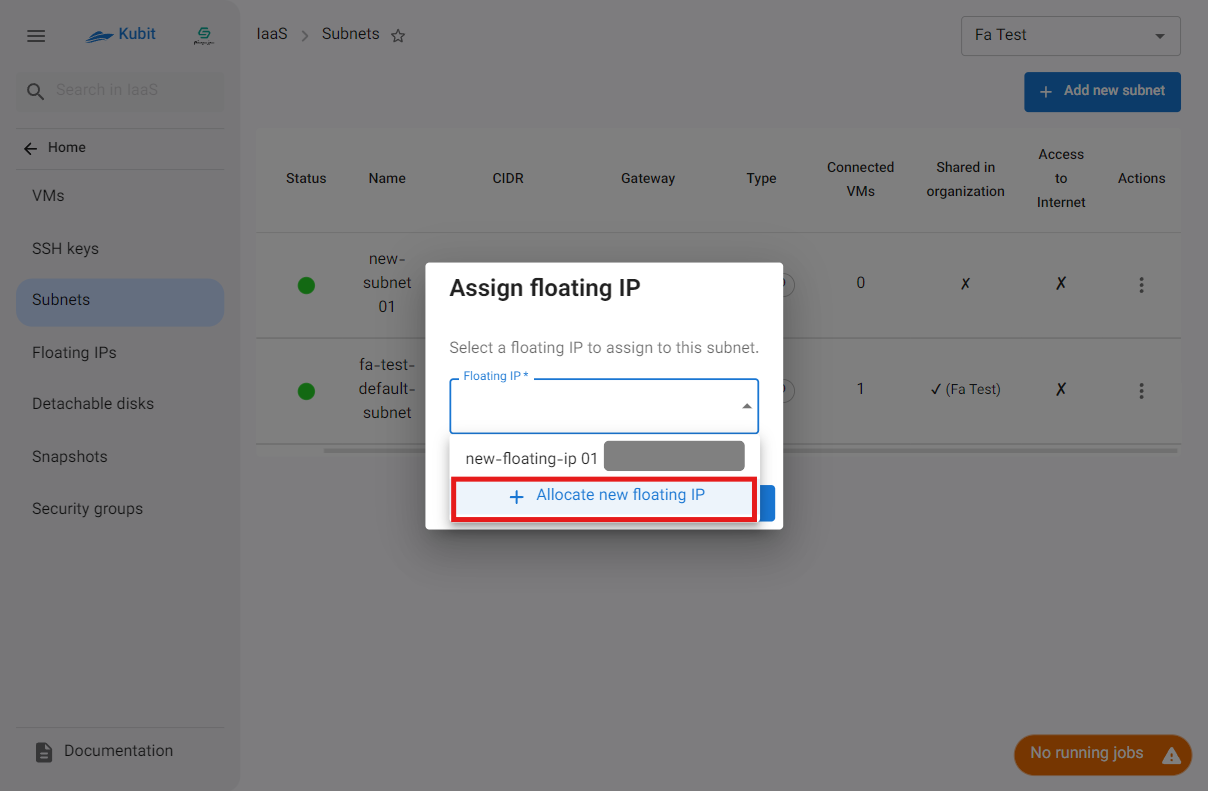 Kubit
IaaS
Subnets
Fa Test
Search in IaaS
Add new subnet
Home
VMs
SSH keys
Subnets
Floating IPs
Detachable disks
Snapshots
Security groups
Documentation
Status
Name
CIDR
Gateway
Type
Connected
VMs
Shared in
organization
Access
to
Internet
Actions
new-
subnet
01
0
✗
✗
fa-test-
default-
subnet
1
✓ (Fa Test)
✗
Assign floating IP
Select a floating IP to assign to this subnet.
Floating IP *
new-floating-ip 01
Allocate new floating IP
No running jobs